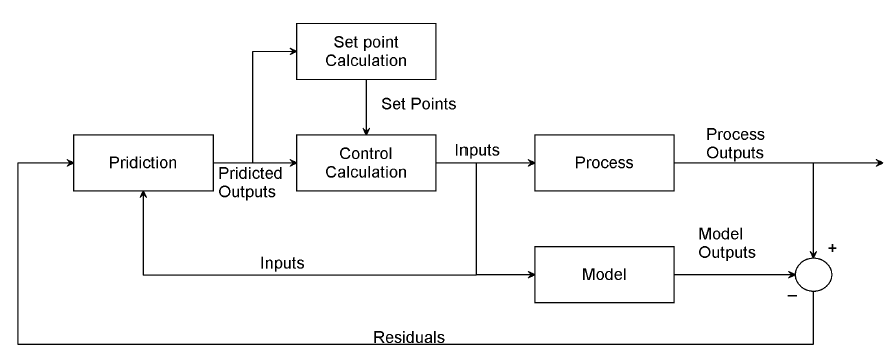 Set point
Calculation
Set Points
Pridiction
Pridicted
Outputs
Control
Calculation
Inputs
Process
Process
Outputs
Inputs
Model
Model
Outputs
+
−
Residuals